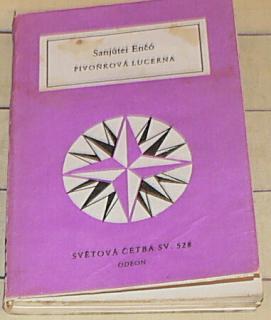 Sanjútei Enčó
PIVOŇKOVÁ LUCERNA
SVĚTOVÁ ČETBA SV. 528
ODEON